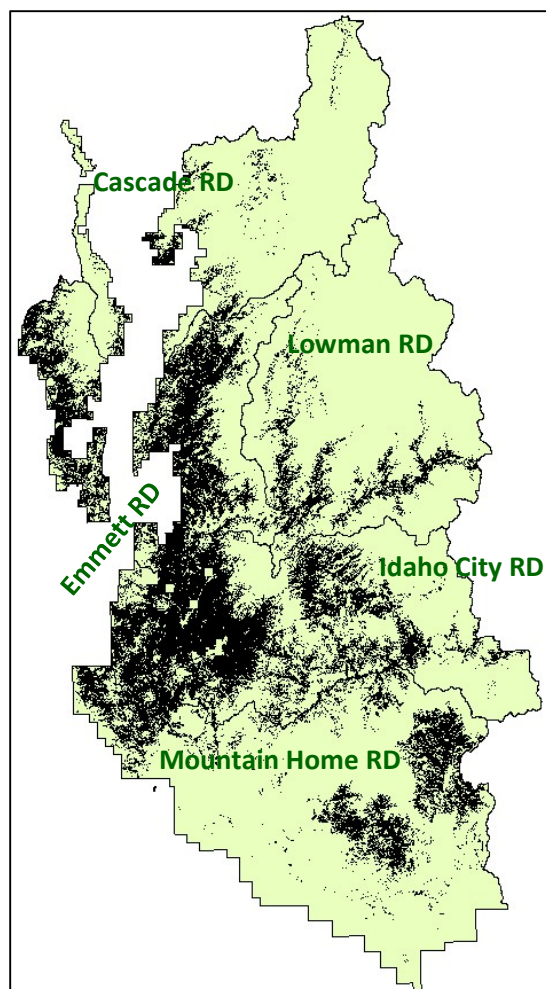 Cascade RD
Lowman RD
Emmett RD
Idaho City RD
Mountain Home RD